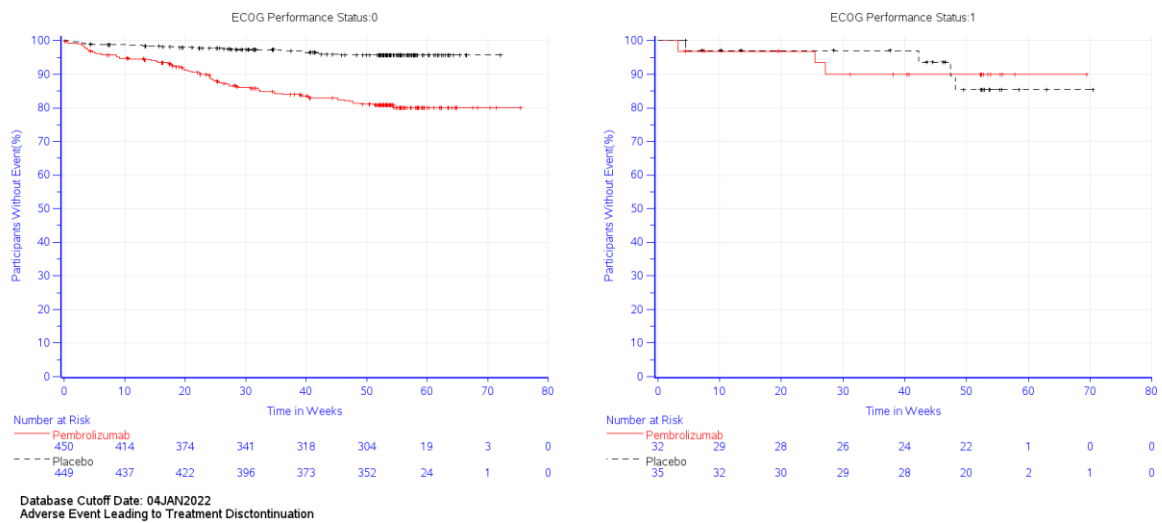 ECOG Performance Status:0
100
90
80
70
60
50
40
30
20
10
0
Participants Without Event(%)
0 10 20 30 40 50 60 70 80
Time in Weeks
Number at Risk
Pembrolizumab
450 414 374 341 318 304 19 3 0
Placebo
449 437 422 396 373 352 24 1 0
ECOG Performance Status:1
100
90
80
70
60
50
40
30
20
10
0
Participants Without Event(%)
0 10 20 30 40 50 60 70 80
Time in Weeks
Number at Risk
Pembrolizumab
32 29 28 26 24 22 1 0 0
Placebo
35 32 30 29 28 20 2 1 0
Database Cutoff Date: 04JAN2022
Adverse Event Leading to Treatment Disctontinuation